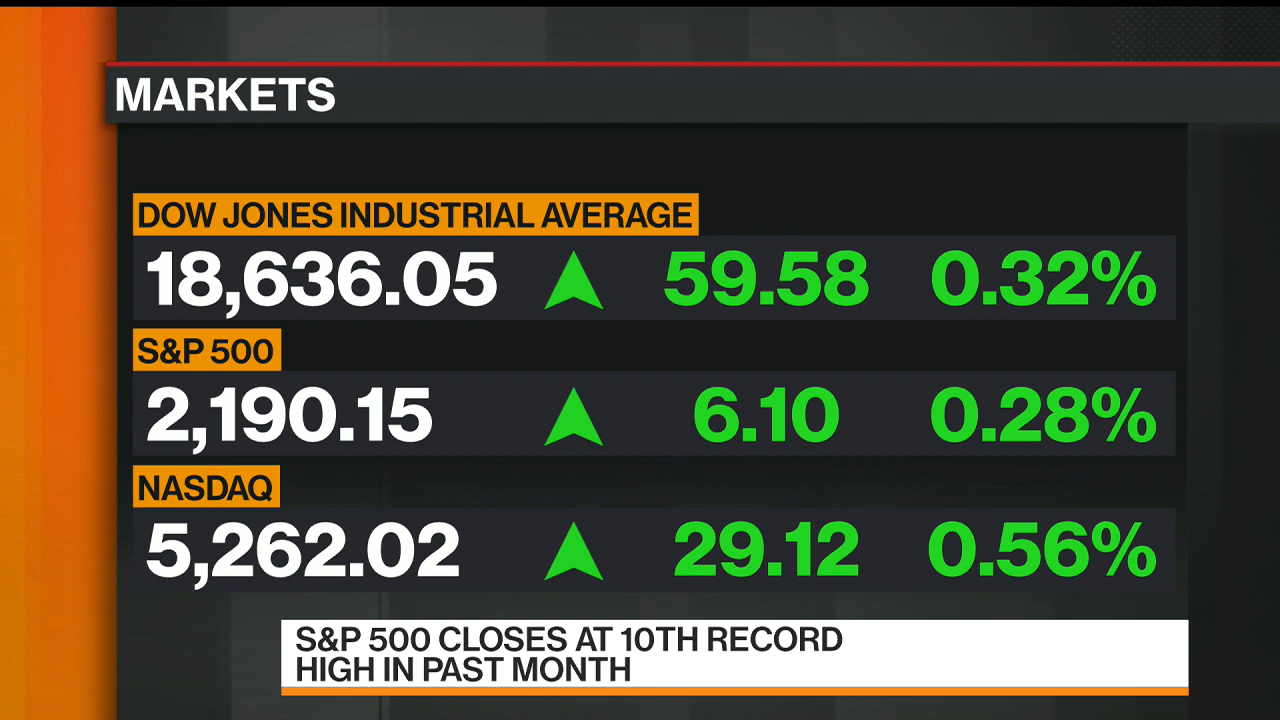 MARKETS
DOW JONES INDUSTRIAL AVERAGE
18,636.05 59.58 0.32%
S&P 500
2,190.15 6.10 0.28%
NASDAQ
5,262.02 29.12 0.56%
S&P 500 CLOSES AT 10TH RECORD
HIGH IN PAST MONTH